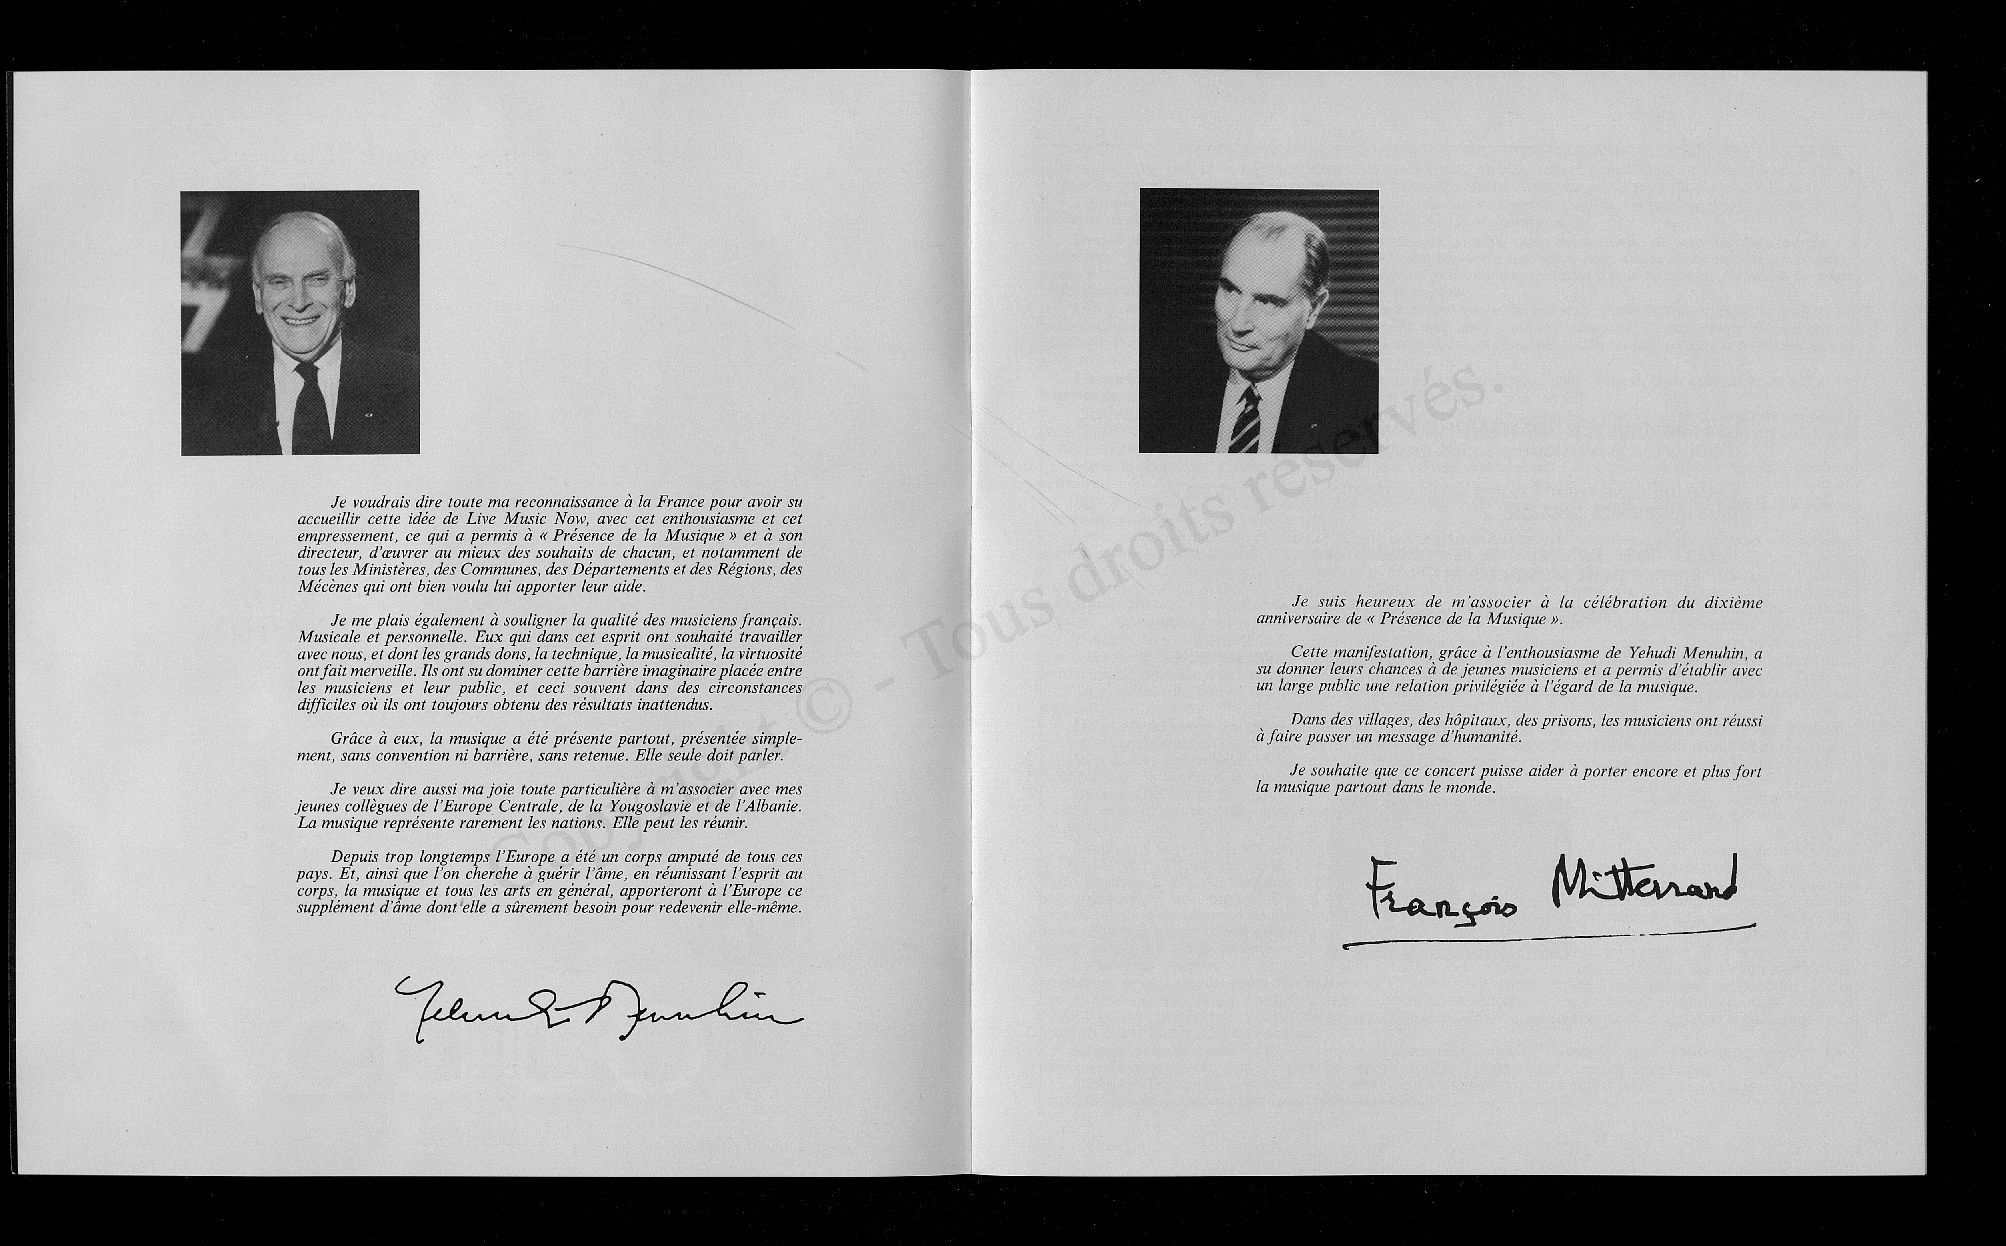 Je voudrais dire toute ma reconnaissance à la France pour avoir su
accueillir cette idée de Live Music Now, avec cet enthousiasme et cet
empressement, ce qui a permis à « Présence de la Musique » et à son
directeur, d'œuvrer au mieux des souhaits de chacun, et notamment de
tous les Ministères, des Communes, des Départements et des Régions, des
Mécènes qui ont bien voulu lui apporter leur aide.
Je me plais également à souligner la qualité des musiciens français.
Musicale et personnelle. Eux qui dans cet esprit ont souhaité travailler
avec nous, et dont les grands dons, la technique, la musicalité, la virtuosité
ont fait merveille. Ils ont su dominer cette barrière imaginaire placée entre
les musiciens et leur public, et ceci souvent dans des circonstances
difficiles où ils ont toujours obtenu des résultats inattendus.
Grâce à eux, la musique a été présente partout, présentée simple-
ment, sans convention ni barrière, sans retenue. Elle seule doit parler.
Je veux dire aussi ma joie toute particulière à m'associer avec mes
jeunes collègues de l'Europe Centrale, de la Yougoslavie et de l'Albanie.
La musique représente rarement les nations. Elle peut les réunir.
Depuis trop longtemps l'Europe a été un corps amputé de tous ces
pays. Et, ainsi que l'on cherche à guérir l'âme, en réunissant l'esprit au
corps, la musique et tous les arts en général, apporteront à l'Europe ce
supplément d'âme dont elle a sûrement besoin pour redevenir elle-même.
Yehudi Menuhin
Je suis heureux de m'associer à la célébration du dixième
anniversaire de « Présence de la Musique ».
Cette manifestation, grâce à l'enthousiasme de Yehudi Menuhin, a
su donner leurs chances à de jeunes musiciens et a permis d'établir avec
un large public une relation privilégiée à l'égard de la musique.
Dans des villages, des hôpitaux, des prisons, les musiciens ont réussi
à faire passer un message d'humanité.
Je souhaite que ce concert puisse aider à porter encore et plus fort
la musique partout dans le monde.
François Mitterrand
Copyright © - Tous droits réservés.